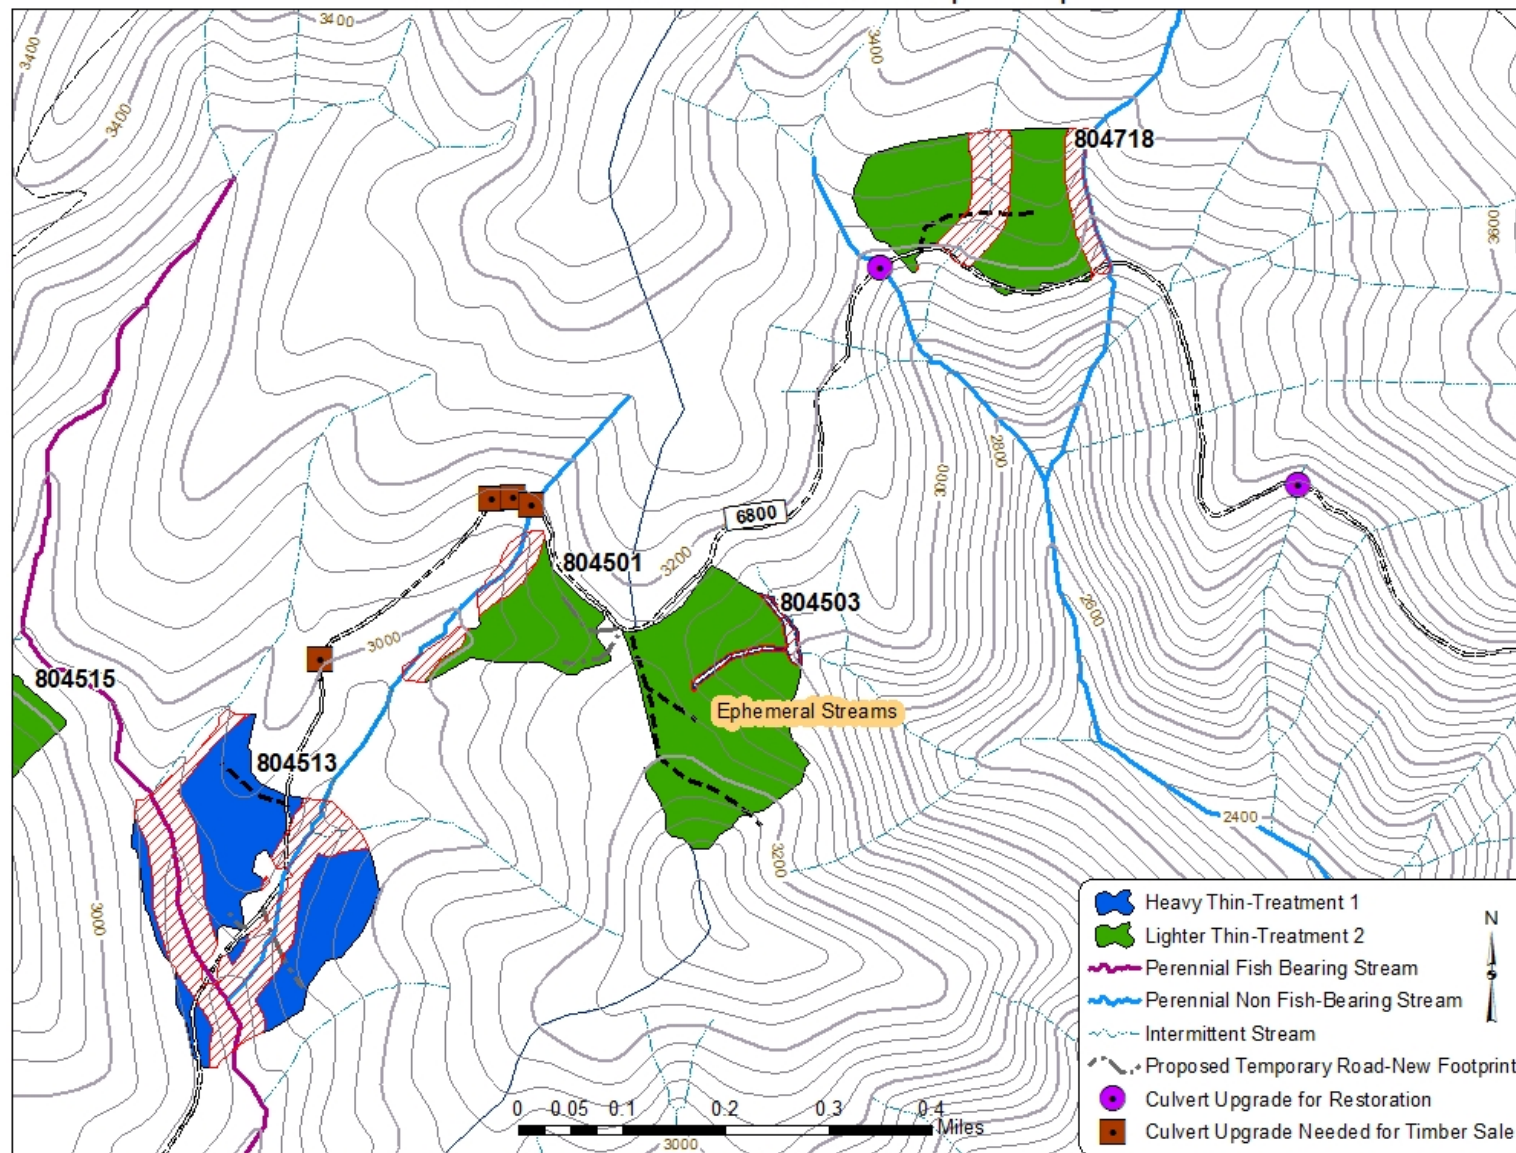 3400
3400
3400
3400
804718
3600
2800
3000
6800
3200
804501
2600
804503
3000
804515
Ephemeral Streams
804513
2400
3200
3000
Heavy Thin-Treatment 1
Lighter Thin-Treatment 2
Perennial Fish Bearing Stream
Perennial Non Fish-Bearing Stream
Intermittent Stream
Proposed Temporary Road-New Footprint
Culvert Upgrade for Restoration
Culvert Upgrade Needed for Timber Sale
N
0 0.05 0.1 0.2 0.3 0.4
Miles
3000